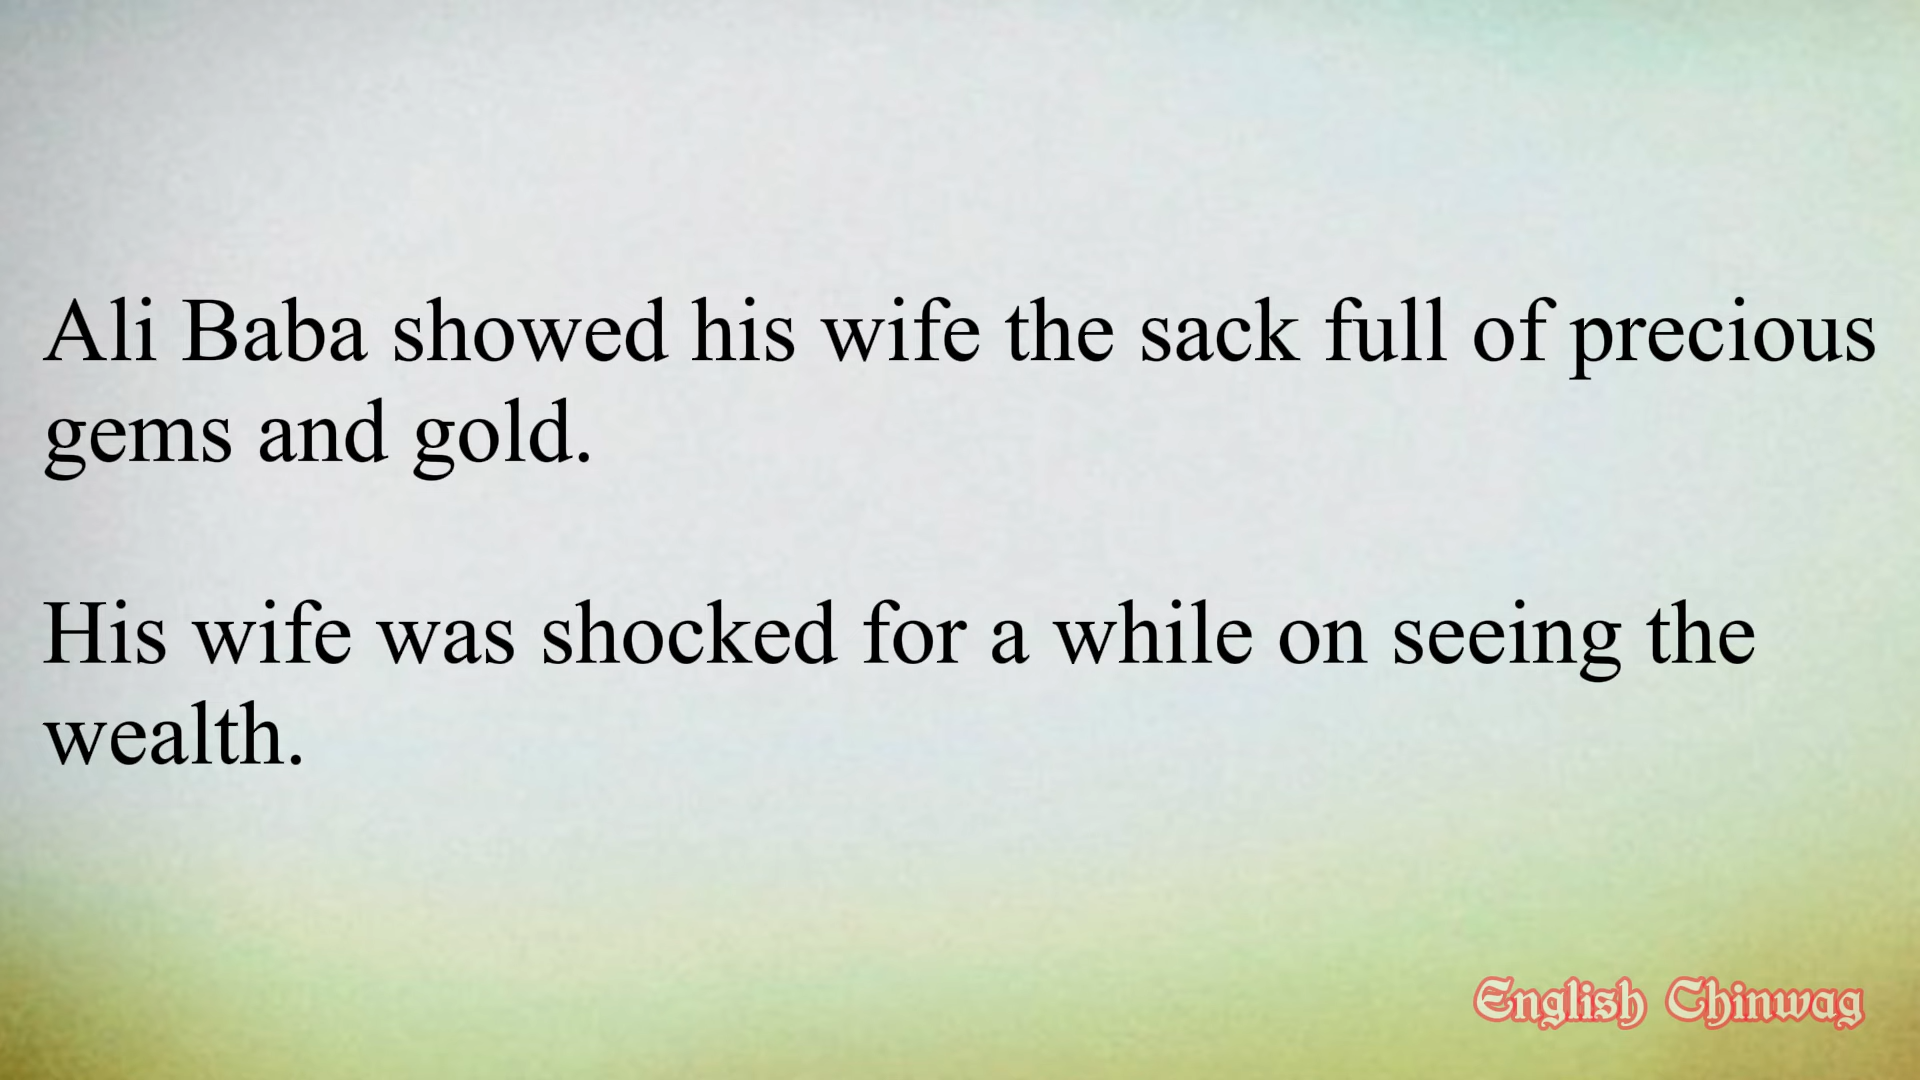 Ali Baba showed his wife the sack full of precious
gems and gold.
His wife was shocked for a while on seeing the
wealth.
English Chinwag